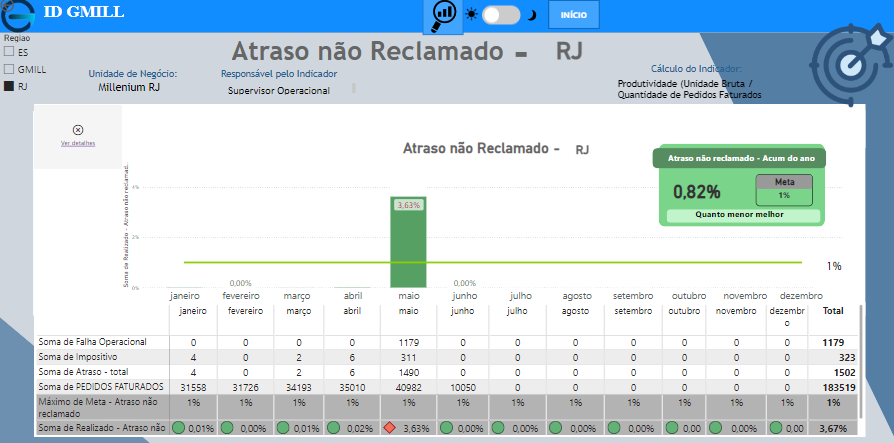 ID GMILL
INÍCIO
Regiao
ES
GMILL
RJ
Atraso não Reclamado - RJ
Unidade de Negócio:
Millenium RJ
Responsável pelo Indicador
Supervisor Operacional
Cálculo do Indicador:
Produtividade (Unidade Bruta /
Quantidade de Pedidos Faturados
Ver detalhes
Atraso não Reclamado - RJ
Atraso não reclamado - Acum do ano
0,82%
Meta
1%
Quanto menor melhor
Soma de Realizado - Atraso não reclamad..
4%
2%
0%
3,63%
0,00%
0,00%
1%
janeiro fevereiro março abril maio junho julho agosto setembro outubro novembro dezembro
janeiro fevereiro março abril maio junho julho agosto setembro outubro novembro dezembr
o Total
Soma de Falha Operacional 0 0 0 0 1179 0 0 0 0 0 0 0 1179
Soma de Impositivo 4 0 2 6 311 0 0 0 0 0 0 0 323
Soma de Atraso - total 4 0 2 6 1490 0 0 0 0 0 0 0 1502
Soma de PEDIDOS FATURADOS 31558 31726 34193 35010 40982 10050 0 0 0 0 0 0 183519
Máximo de Meta - Atraso não 1% 1% 1% 1% 1% 1% 1% 1% 1% 1% 1% 1% 1%
reclamado
Soma de Realizado - Atraso não 0,01% 0,00% 0,01% 0,02% 3,63% 0,00% 0,00% 0,00% 0,00% 0,00 0,00% 0,00 3,67%